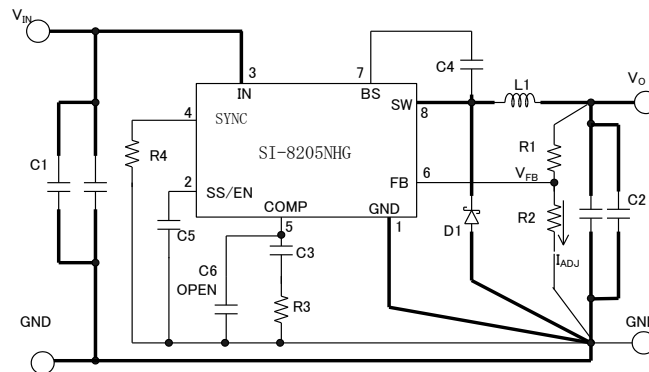 VIN
3
7
C4
L1
VO
IN
BS
SW
8
4
SYNC
C1
R4
SI-8205NHG
R1
2
SS/EN
FB
6
VFB
COMP
GND
R2
C2
C5
5
1
D1
C3
IADJ
C6
OPEN
R3
GND
GND